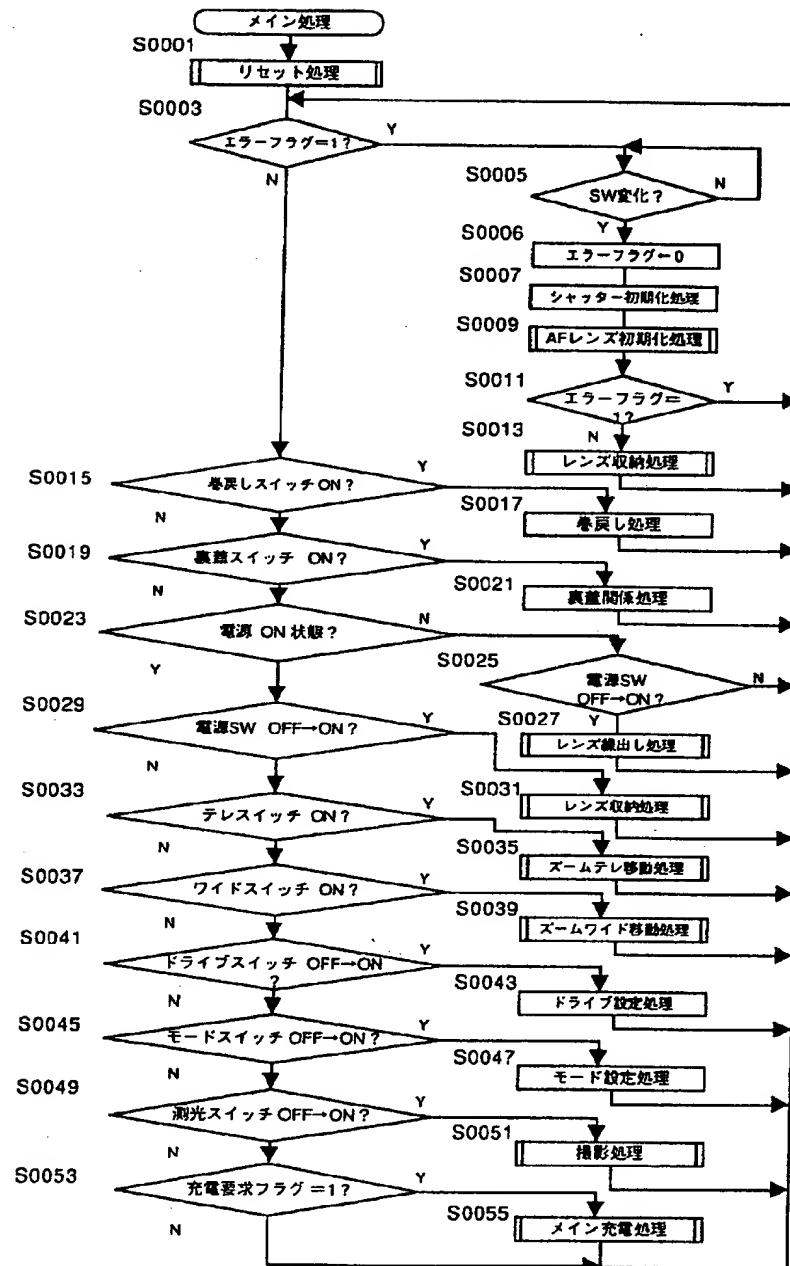 メイン処理
S0001
リセット処理
S0003
エラーフラグ=1?
Y
N
S0005
SW変化?
N
Y
S0006
エラーフラグ←0
S0007
シャッター初期化処理
S0009
AFレンズ初期化処理
S0011
エラーフラグ=
1?
Y
N
S0013
レンズ収納処理
S0015
巻戻しスイッチON?
Y
N
S0017
巻戻し処理
S0019
裏蓋スイッチ ON?
Y
N
S0021
裏蓋関係処理
S0023
電源 ON 状態?
N
Y
S0025
電源SW
OFF→ON?
N
Y
S0027
レンズ繰出し処理
S0029
電源SW OFF→ON?
Y
N
S0031
レンズ収納処理
S0033
テレスイッチ ON?
Y
N
S0035
ズームテレ移動処理
S0037
ワイドスイッチ ON?
Y
N
S0039
ズームワイド移動処理
S0041
ドライブスイッチ OFF→ON
?
Y
N
S0043
ドライブ設定処理
S0045
モードスイッチ OFF→ON?
Y
N
S0047
モード設定処理
S0049
測光スイッチOFF→ON?
Y
N
S0051
撮影処理
S0053
充電要求フラグ=1?
Y
N
S0055
メイン充電処理